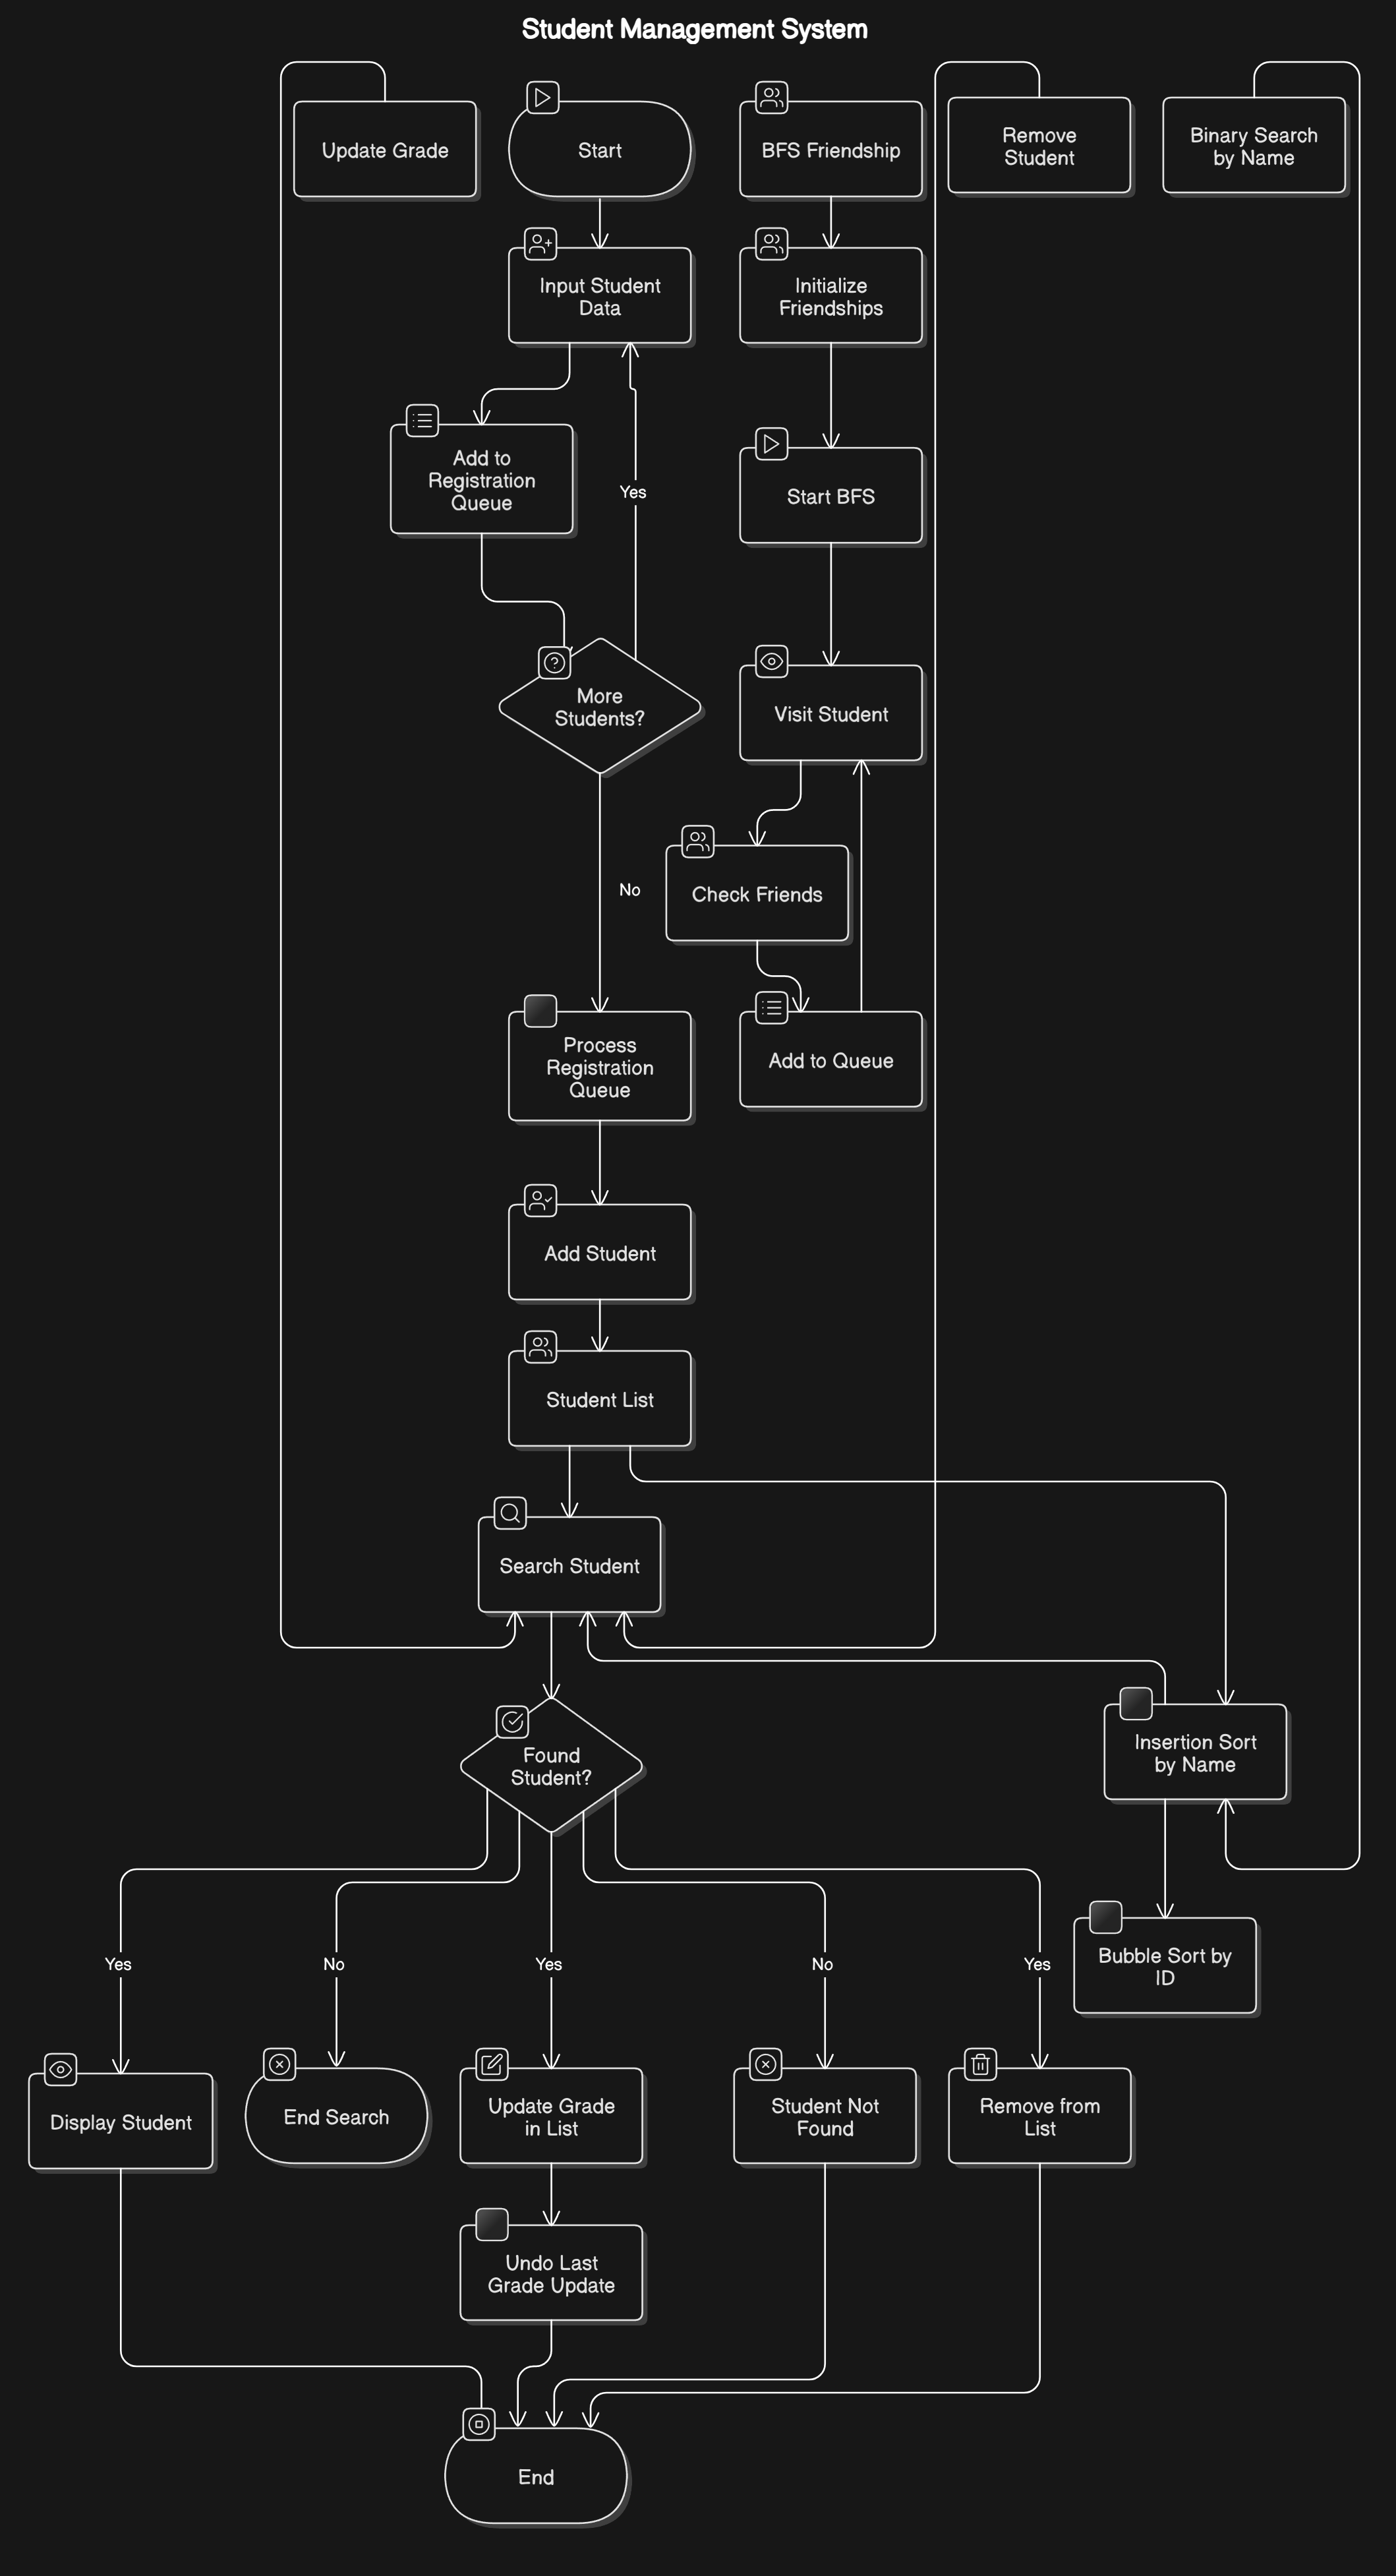 Student Management System
Update Grade
Start
BFS Friendship
Remove
Student
Binary Search
by Name
Input Student
Data
Initialize
Friendships
Add to
Registration
Queue
Yes
Start BFS
More
Students?
Visit Student
No
Check Friends
Process
Registration
Queue
Add to Queue
Add Student
Student List
Search Student
Found
Student?
Insertion Sort
by Name
Bubble Sort by
ID
Yes
No
Yes
No
Yes
Display Student
End Search
Update Grade
in List
Student Not
Found
Remove from
List
Undo Last
Grade Update
End